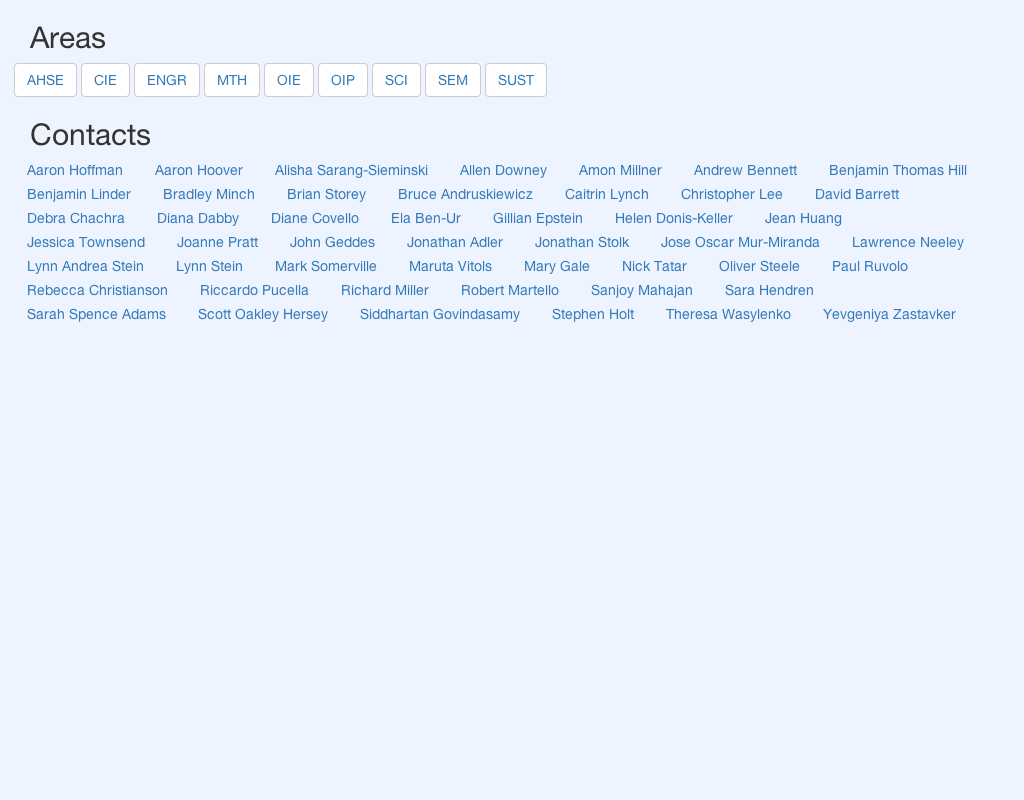 Areas
AHSE CIE ENGR MTH OIE OIP SCI SEM SUST
Contacts
Aaron Hoffman Aaron Hoover Alisha Sarang-Sieminski Allen Downey Amon Millner Andrew Bennett Benjamin Thomas Hill
Benjamin Linder Bradley Minch Brian Storey Bruce Andruskiewicz Caitrin Lynch Christopher Lee David Barrett
Debra Chachra Diana Dabby Diane Covello Ela Ben-Ur Gillian Epstein Helen Donis-Keller Jean Huang
Jessica Townsend Joanne Pratt John Geddes Jonathan Adler Jonathan Stolk Jose Oscar Mur-Miranda Lawrence Neeley
Lynn Andrea Stein Lynn Stein Mark Somerville Maruta Vitols Mary Gale Nick Tatar Oliver Steele Paul Ruvolo
Rebecca Christianson Riccardo Pucella Richard Miller Robert Martello Sanjoy Mahajan Sara Hendren
Sarah Spence Adams Scott Oakley Hersey Siddhartan Govindasamy Stephen Holt Theresa Wasylenko Yevgeniya Zastavker